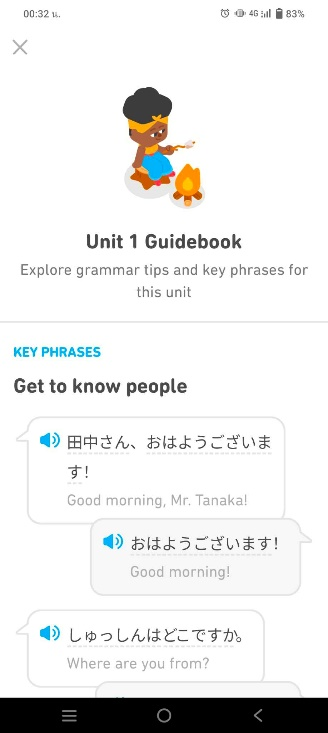 00:32 น.
4G 83%
Unit 1 Guidebook
Explore grammar tips and key phrases for
this unit
KEY PHRASES
Get to know people
田中さん、おはようございま
す!
Good morning, Mr. Tanaka!
おはようございます!
Good morning!
しゅっしんはどこですか。
Where are you from?